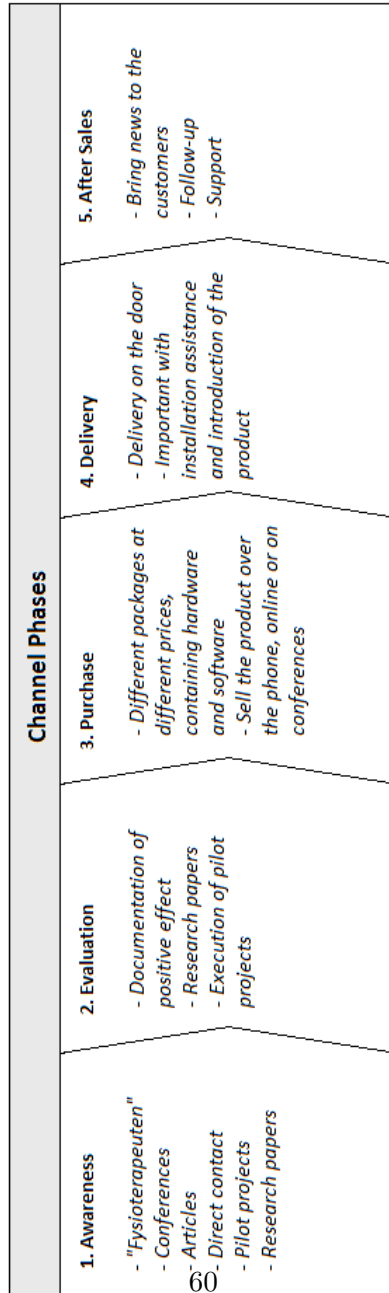 Channel Phases
1. Awareness
- "Fysioterapeuten"
- Conferences
- Articles
- Direct contact
- Pilot projects
- Research papers
2. Evaluation
- Documentation of
positive effect
- Research papers
- Execution of pilot
projects
3. Purchase
- Different packages at
different prices,
containing hardware
and software
- Sell the product over
the phone, online or on
conferences
4. Delivery
- Delivery on the door
- Important with
installation assistance
and introduction of the
product
5. After Sales
- Bring news to the
customers
- Follow-up
- Support
60